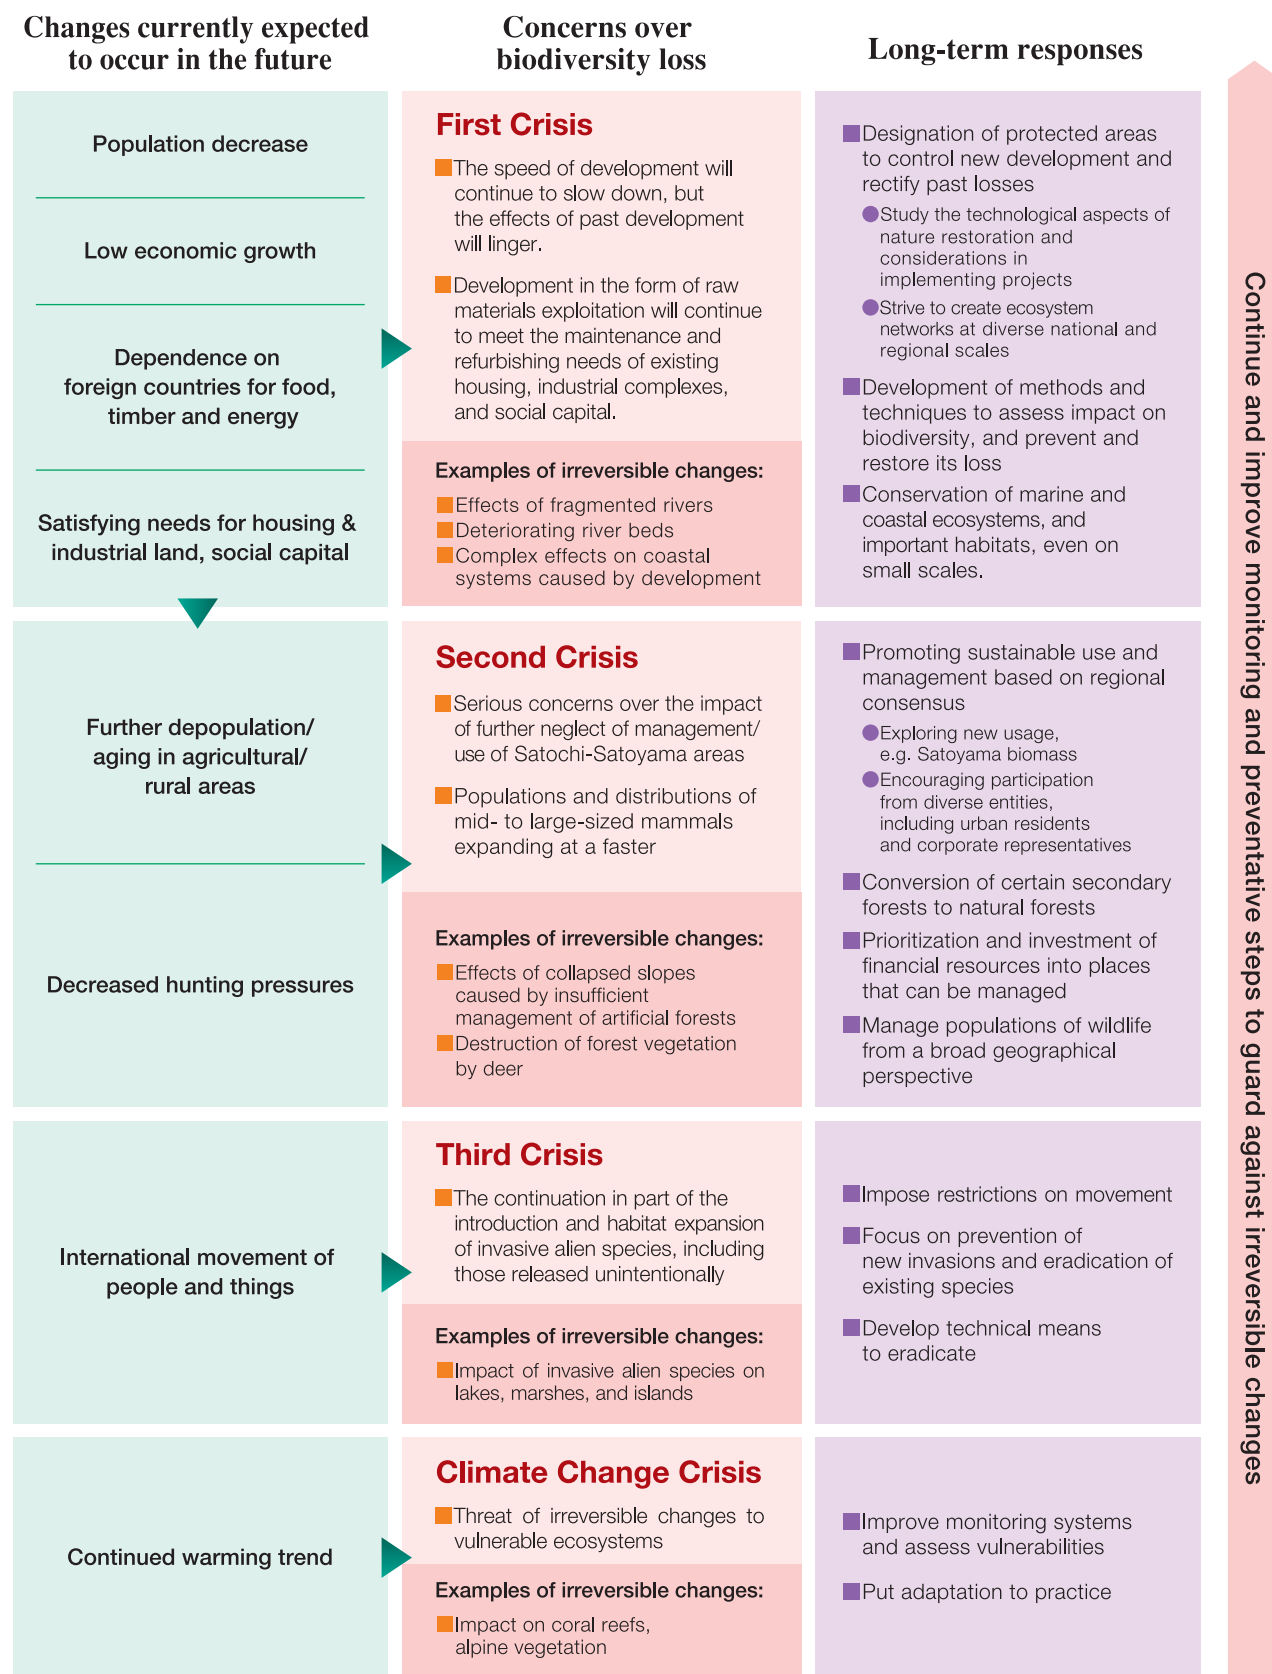 Changes currently expected
to occur in the future
Concerns over
biodiversity loss
Long-term responses
Population decrease
Low economic growth
Dependence on
foreign countries for food,
timber and energy
Satisfying needs for housing &
industrial land, social capital
First Crisis
The speed of development will
continue to slow down, but
the effects of past development
will linger.
Development in the form of raw
materials exploitation will continue
to meet the maintenance and
refurbishing needs of existing
housing, industrial complexes,
and social capital.
Examples of irreversible changes:
Effects of fragmented rivers
Deteriorating river beds
Complex effects on coastal
systems caused by development
Designation of protected areas
to control new development and
rectify past losses
Study the technological aspects of
nature restoration and
considerations in
implementing projects
Strive to create ecosystem
networks at diverse national and
regional scales
Development of methods and
techniques to assess impact on
biodiversity, and prevent and
restore its loss
Conservation of marine and
coastal ecosystems, and
important habitats, even on
small scales.
Further depopulation/
aging in agricultural/
rural areas
Decreased hunting pressures
Second Crisis
Serious concerns over the impact
of further neglect of management/
use of Satochi-Satoyama areas
Populations and distributions of
mid- to large-sized mammals
expanding at a faster
Examples of irreversible changes:
Effects of collapsed slopes
caused by insufficient
management of artificial forests
Destruction of forest vegetation
by deer
Promoting sustainable use and
management based on regional
consensus
Exploring new usage,
e.g. Satoyama biomass
Encouraging participation
from diverse entities,
including urban residents
and corporate representatives
Conversion of certain secondary
forests to natural forests
Prioritization and investment of
financial resources into places
that can be managed
Manage populations of wildlife
from a broad geographical
perspective
International movement of
people and things
Third Crisis
The continuation in part of the
introduction and habitat expansion
of invasive alien species, including
those released unintentionally
Examples of irreversible changes:
Impact of invasive alien species on
lakes, marshes, and islands
Impose restrictions on movement
Focus on prevention of
new invasions and eradication of
existing species
Develop technical means
to eradicate
Continued warming trend
Climate Change Crisis
Threat of irreversible changes to
vulnerable ecosystems
Examples of irreversible changes:
Impact on coral reefs,
alpine vegetation
Improve monitoring systems
and assess vulnerabilities
Put adaptation to practice
Continue and improve monitoring and preventative steps to guard against irreversible changes